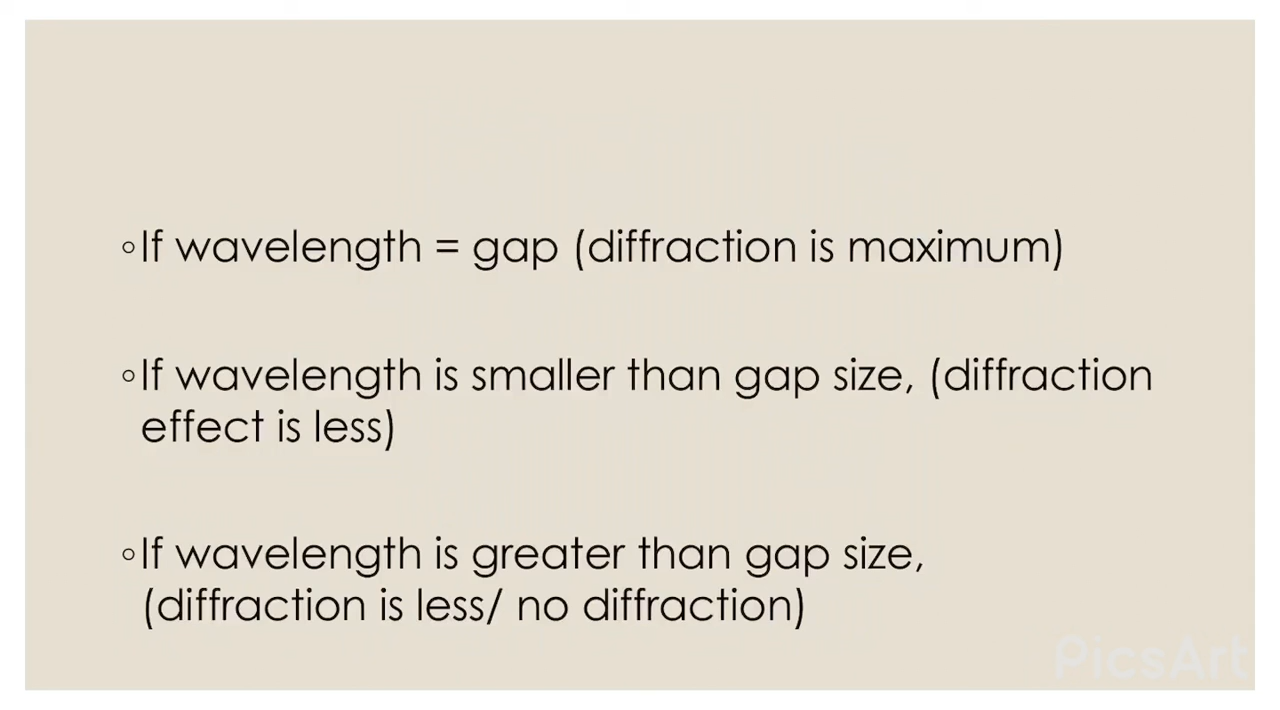 ◦If wavelength = gap (diffraction is maximum)
◦If wavelength is smaller than gap size, (diffraction
effect is less)
◦If wavelength is greater than gap size,
(diffraction is less/ no diffraction)
PicsArt